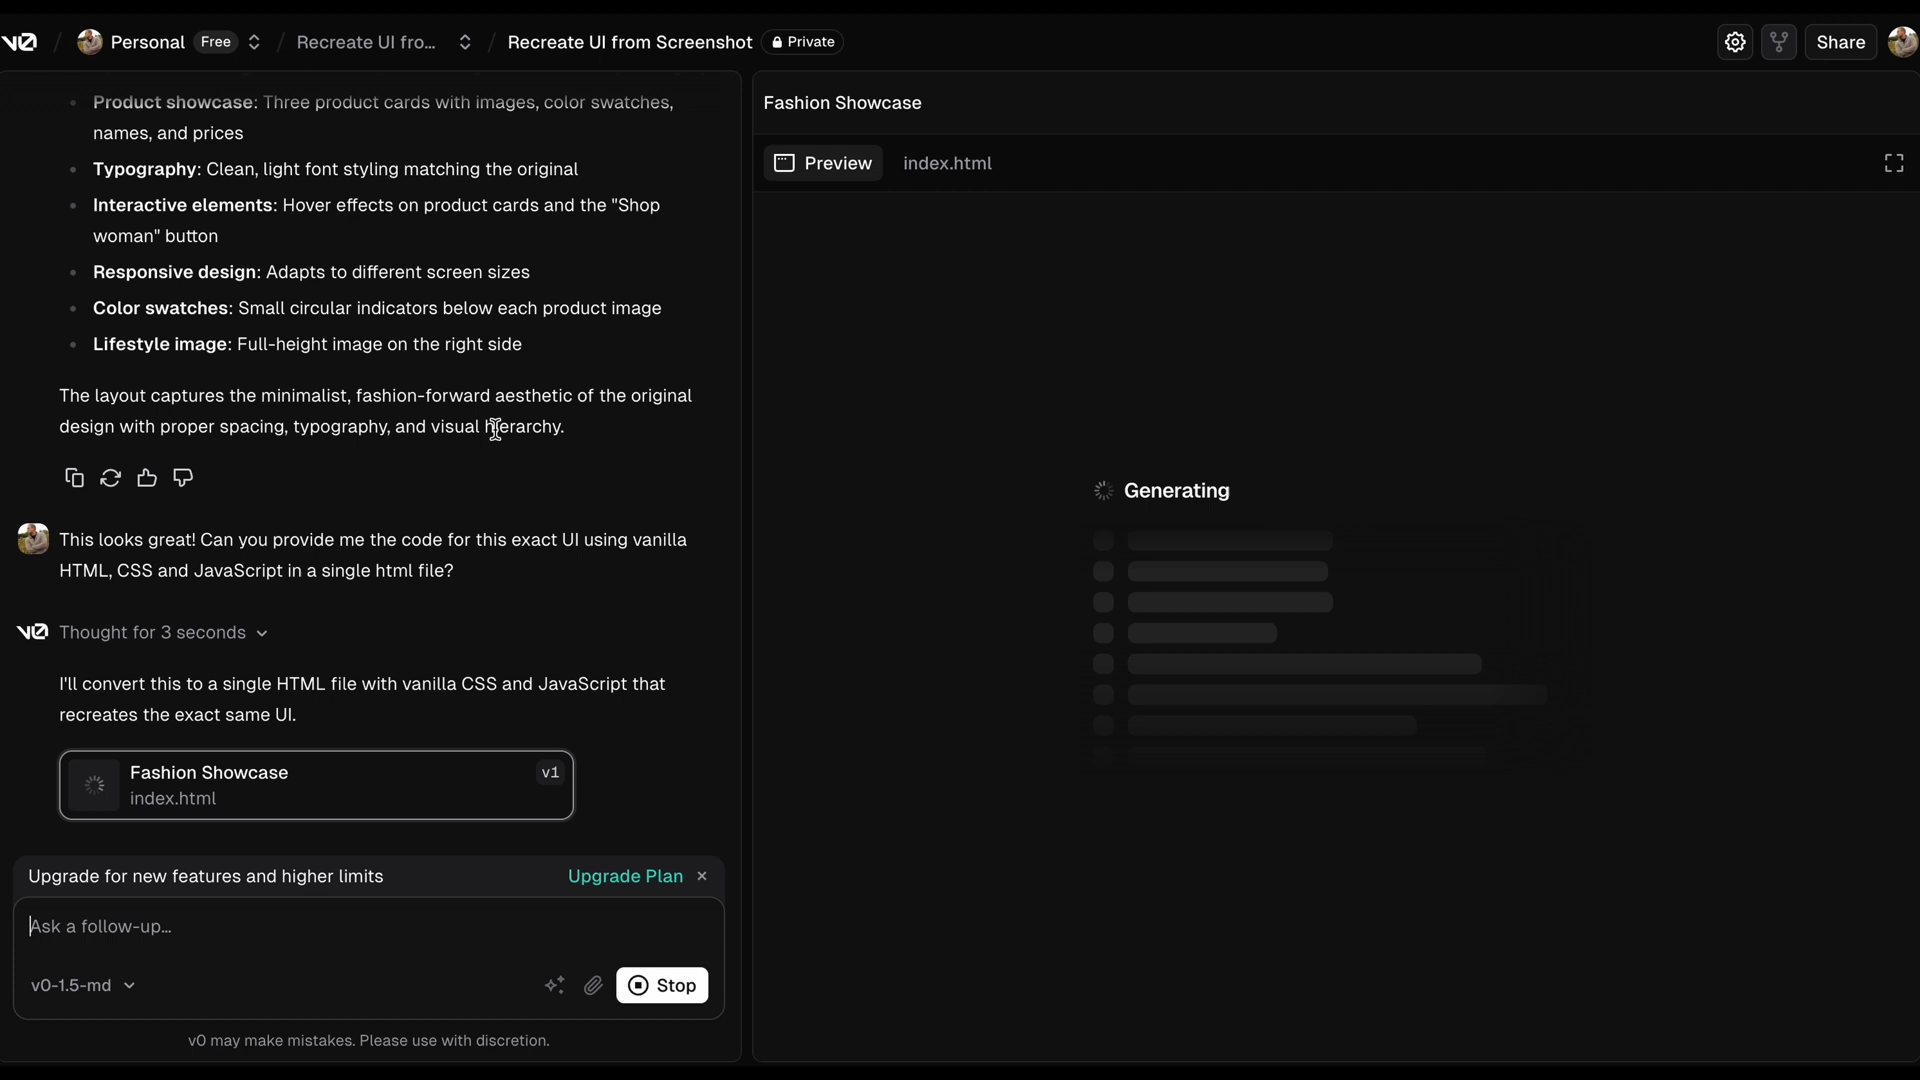 v0 / Personal Free / Recreate UI fro... / Recreate UI from Screenshot Private Share
Product showcase: Three product cards with images, color swatches,
names, and prices
Typography: Clean, light font styling matching the original
Interactive elements: Hover effects on product cards and the "Shop
woman" button
Responsive design: Adapts to different screen sizes
Color swatches: Small circular indicators below each product image
Lifestyle image: Full-height image on the right side
The layout captures the minimalist, fashion-forward aesthetic of the original
design with proper spacing, typography, and visual hierarchy.
This looks great! Can you provide me the code for this exact UI using vanilla
HTML, CSS and JavaScript in a single html file?
v0 Thought for 3 seconds
I'll convert this to a single HTML file with vanilla CSS and JavaScript that
recreates the exact same UI.
Fashion Showcase v1
index.html
Upgrade for new features and higher limits Upgrade Plan
Ask a follow-up...
v0-1.5-md Stop
v0 may make mistakes. Please use with discretion.
Fashion Showcase
Preview index.html
Generating